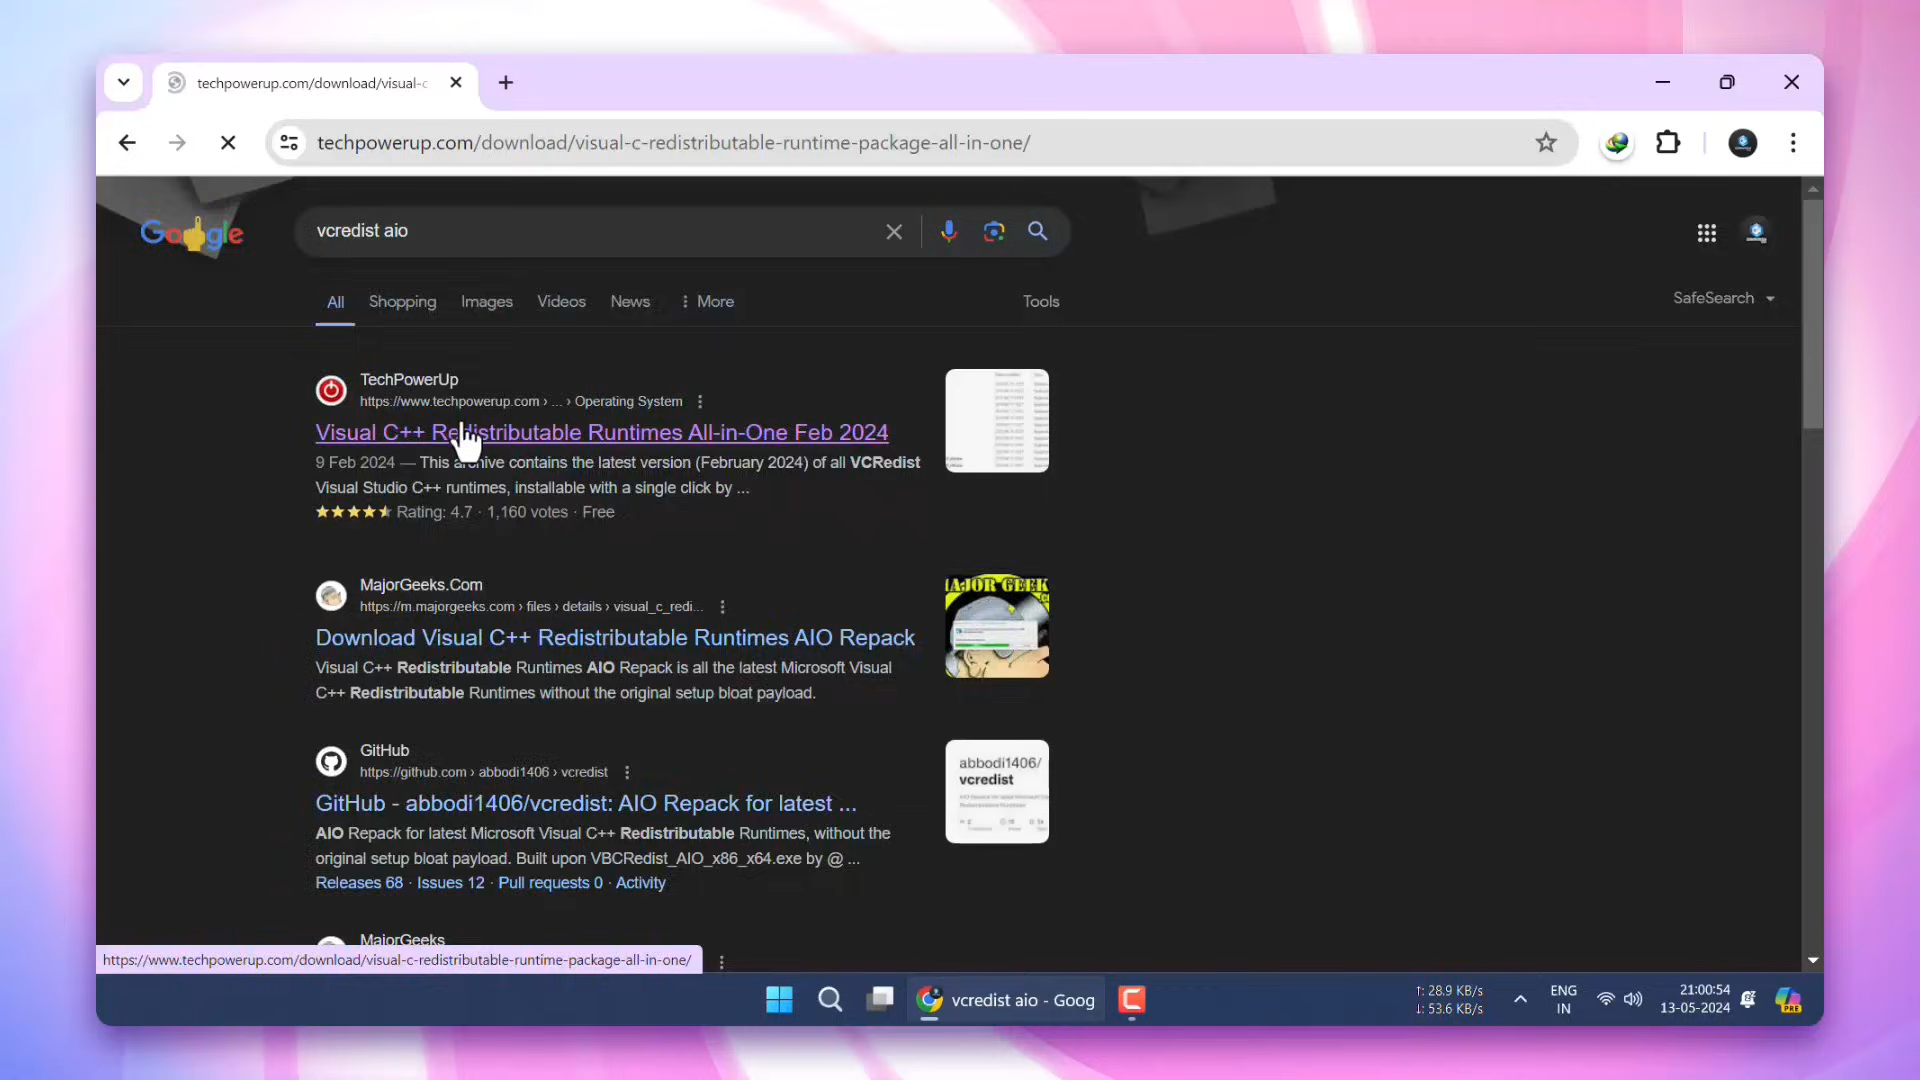 techpowerup.com/download/visual-c
techpowerup.com/download/visual-c-redistributable-runtime-package-all-in-one/
Google
vcredist aio
All Shopping Images Videos News More Tools
SafeSearch
TechPowerUp
https://www.techpowerup.com › ... › Operating System
Visual C++ Redistributable Runtimes All-in-One Feb 2024
9 Feb 2024 — This archive contains the latest version (February 2024) of all VCRedist
Visual Studio C++ runtimes, installable with a single click by ...
Rating: 4.7 · 1,160 votes · Free
MajorGeeks.Com
https://m.majorgeeks.com › files › details › visual_c_redi...
MAJOR GEEK
Download Visual C++ Redistributable Runtimes AIO Repack
Visual C++ Redistributable Runtimes AIO Repack is all the latest Microsoft Visual
C++ Redistributable Runtimes without the original setup bloat payload.
GitHub
https://github.com › abbodi1406 › vcredist
abbodi1406/
vcredist
GitHub - abbodi1406/vcredist: AIO Repack for latest ...
AIO Repack for latest Microsoft Visual C++ Redistributable Runtimes, without the
original setup bloat payload. Built upon VBCRedist_AIO_x86_x64.exe by @ ...
Releases 68 · Issues 12 · Pull requests 0 · Activity
MajorGeeks
https://www.techpowerup.com/download/visual-c-redistributable-runtime-package-all-in-one/
vcredist aio - Goog
↑: 28.9 KB/s
↓: 53.6 KB/s
ENG
IN
21:00:54
13-05-2024
PRE